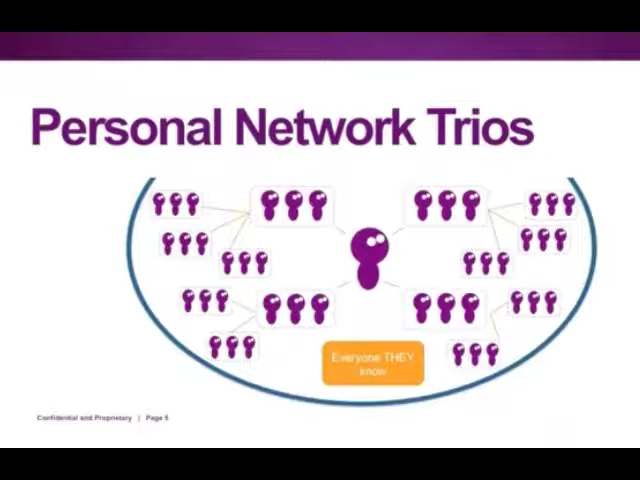 Personal Network Trios
Everyone THEY
know
Confidential and Proprietary | Page 5